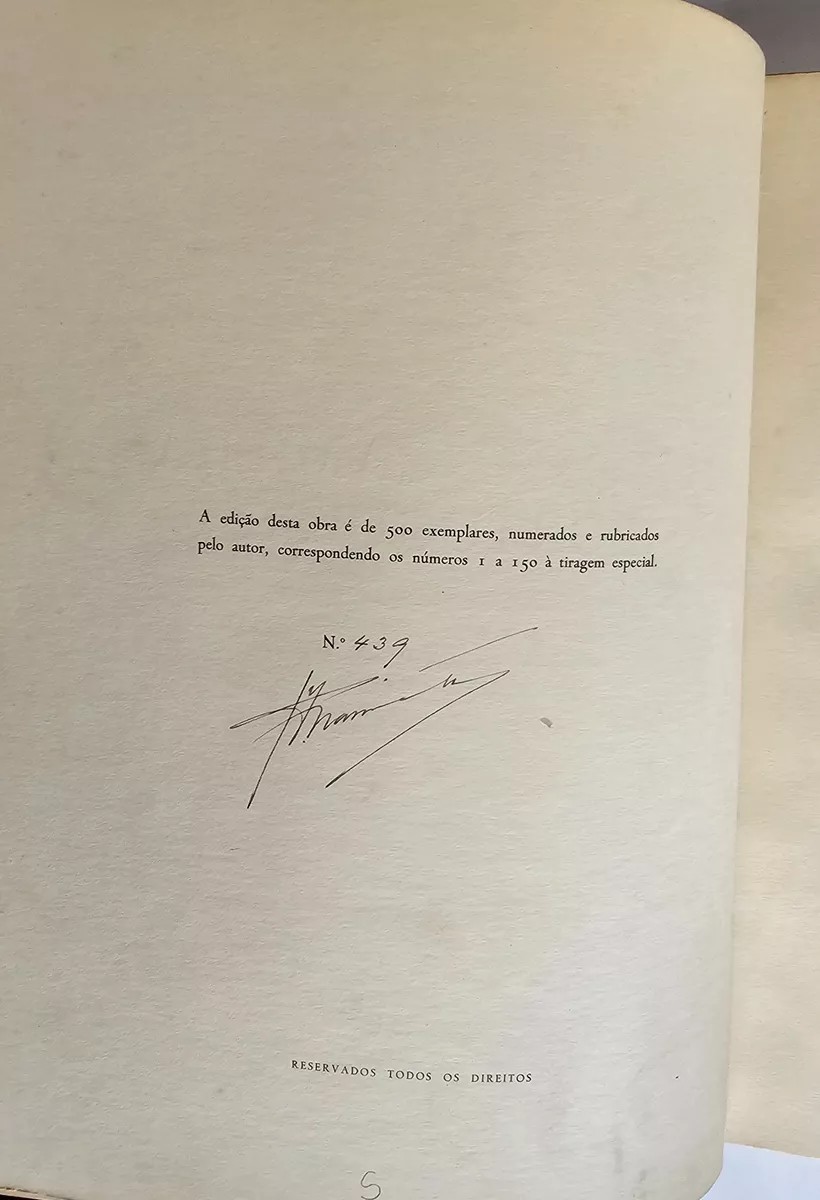 A edição desta obra é de 500 exemplares, numerados e rubricados
pelo autor, correspondendo os números 1 a 150 à tiragem especial.
N.º 439
RESERVADOS TODOS OS DIREITOS
S